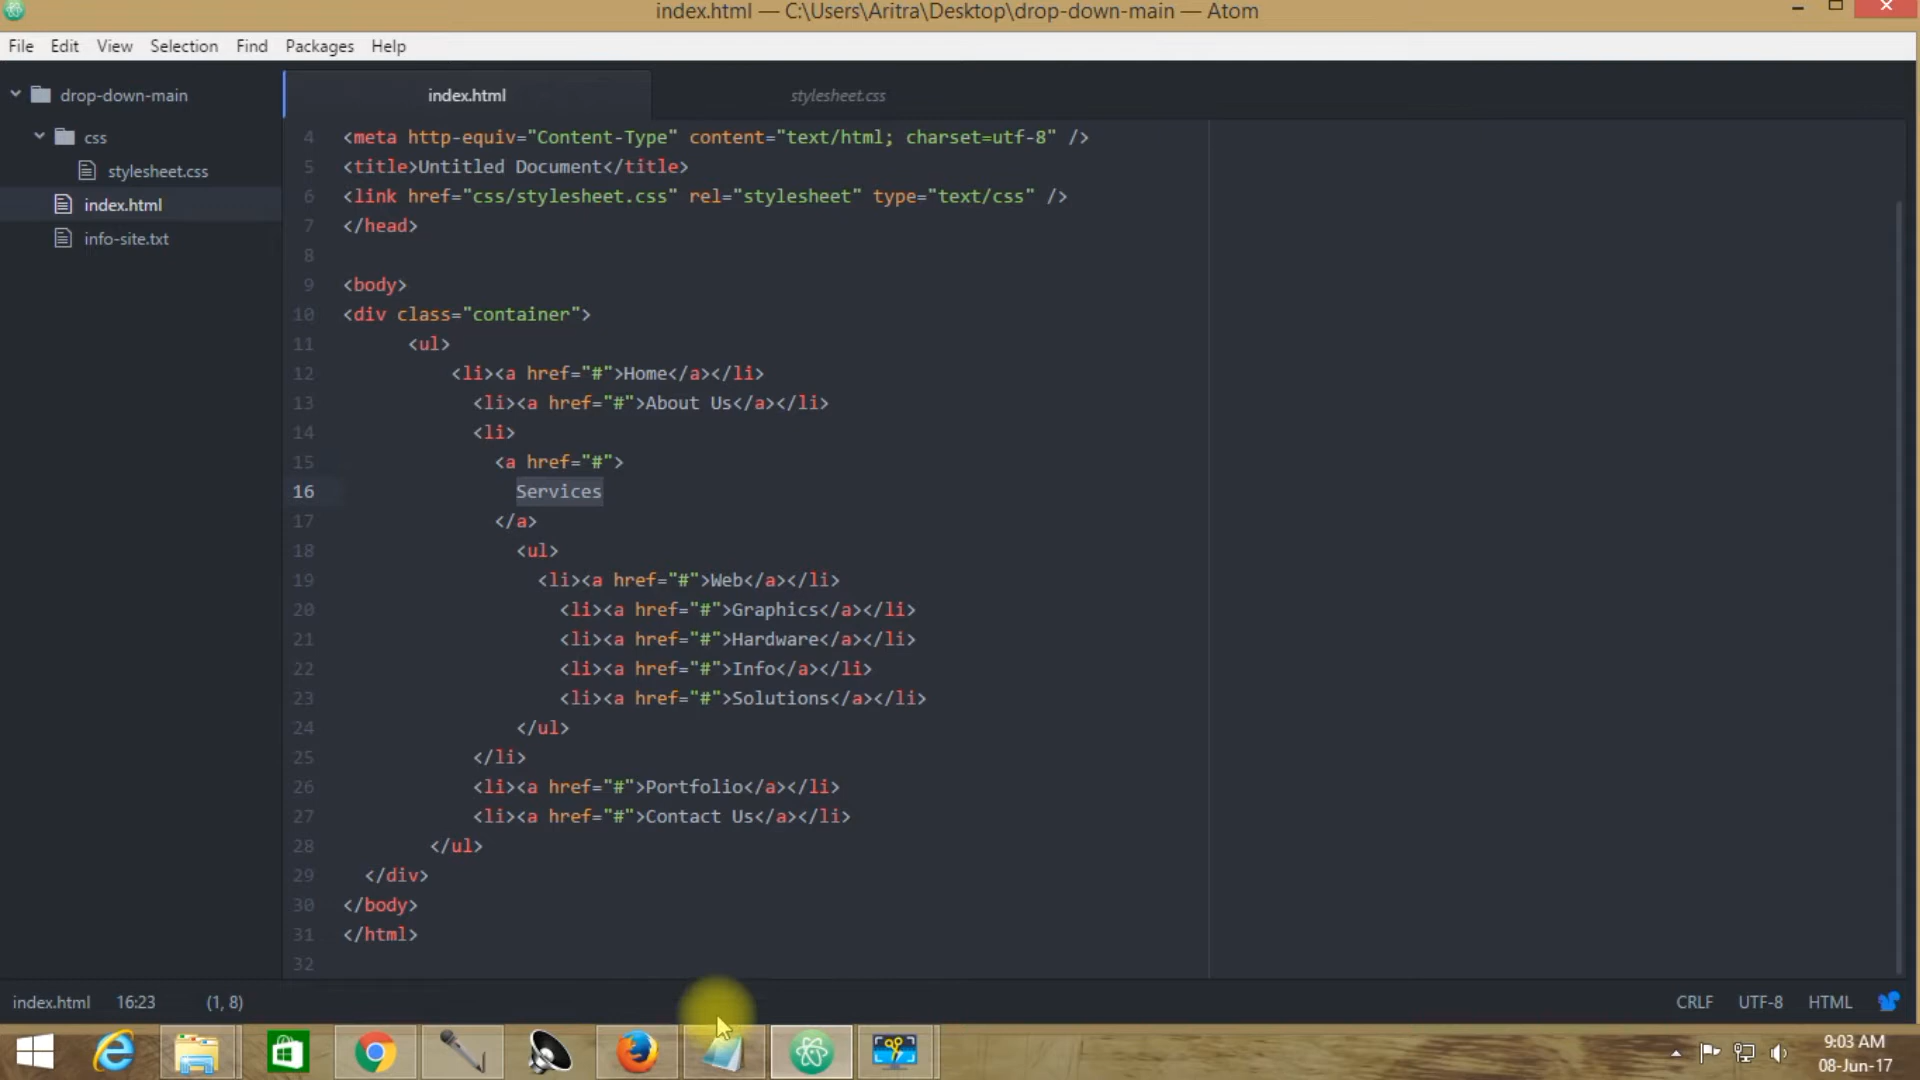 index.html — C:\Users\Aritra\Desktop\drop-down-main — Atom
File Edit View Selection Find Packages Help
drop-down-main
css
stylesheet.css
index.html
info-site.txt
index.html stylesheet.css
4 <meta http-equiv="Content-Type" content="text/html; charset=utf-8" />
5 <title>Untitled Document</title>
6 <link href="css/stylesheet.css" rel="stylesheet" type="text/css" />
7 </head>
8
9 <body>
10 <div class="container">
11 <ul>
12 <li><a href="#">Home</a></li>
13 <li><a href="#">About Us</a></li>
14 <li>
15 <a href="#">
16 Services
17 </a>
18 <ul>
19 <li><a href="#">Web</a></li>
20 <li><a href="#">Graphics</a></li>
21 <li><a href="#">Hardware</a></li>
22 <li><a href="#">Info</a></li>
23 <li><a href="#">Solutions</a></li>
24 </ul>
25 </li>
26 <li><a href="#">Portfolio</a></li>
27 <li><a href="#">Contact Us</a></li>
28 </ul>
29 </div>
30 </body>
31 </html>
32
index.html 16:23 (1, 8) CRLF UTF-8 HTML
9:03 AM
08-Jun-17